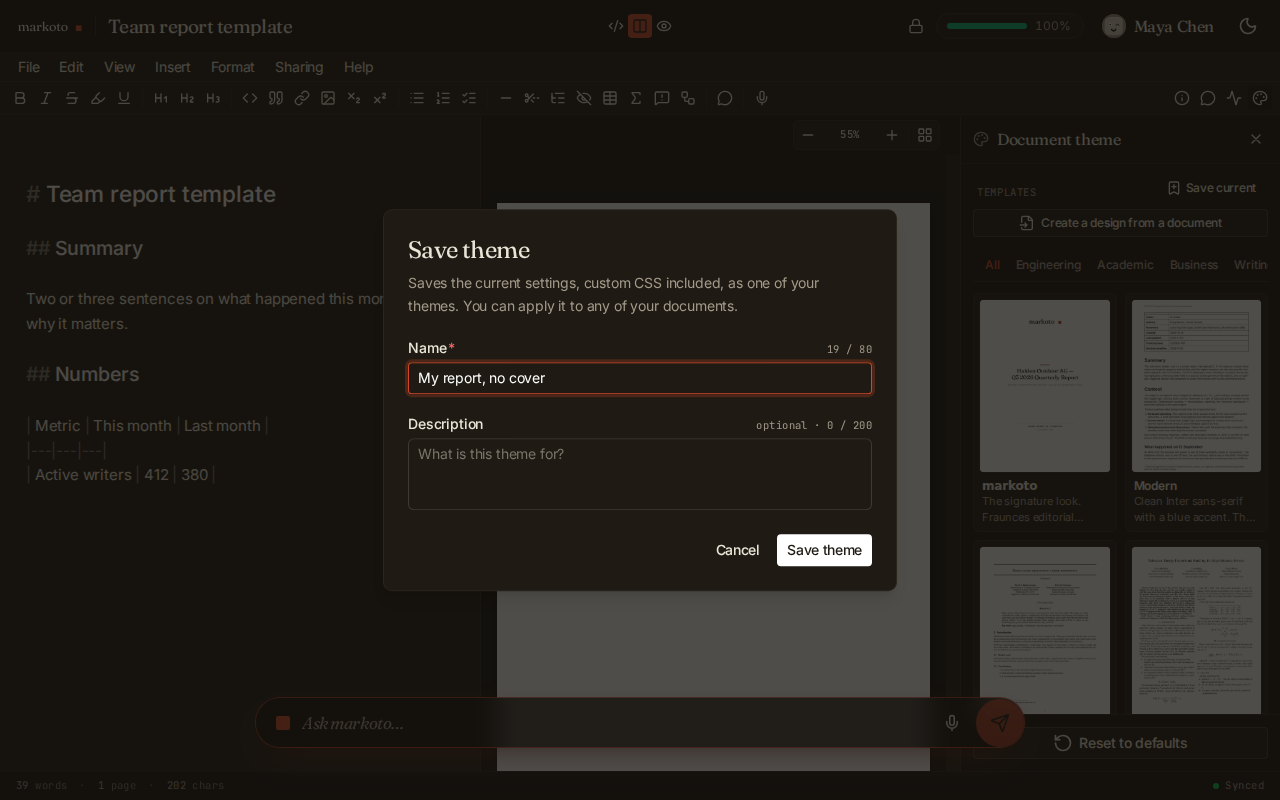 markoto
Team report template
100%
Maya Chen
File Edit View Insert Format Sharing Help
H1 H2 H3
55%
Document theme
# Team report template
## Summary
Two or three sentences on what happened this mon
why it matters.
## Numbers
| Metric | This month | Last month |
|---|---|---|
| Active writers | 412 | 380 |
Save theme
Saves the current settings, custom CSS included, as one of your
themes. You can apply it to any of your documents.
Name*
19 / 80
My report, no cover
Description
optional · 0 / 200
What is this theme for?
Cancel
Save theme
TEMPLATES
Save current
Create a design from a document
All Engineering Academic Business Writin
markoto
Summary
Context
markoto
The signature look.
Fraunces editorial...
Modern
Clean Inter sans-serif
with a blue accent. Th...
Ask markoto...
Reset to defaults
39 words · 1 page · 202 chars
Synced